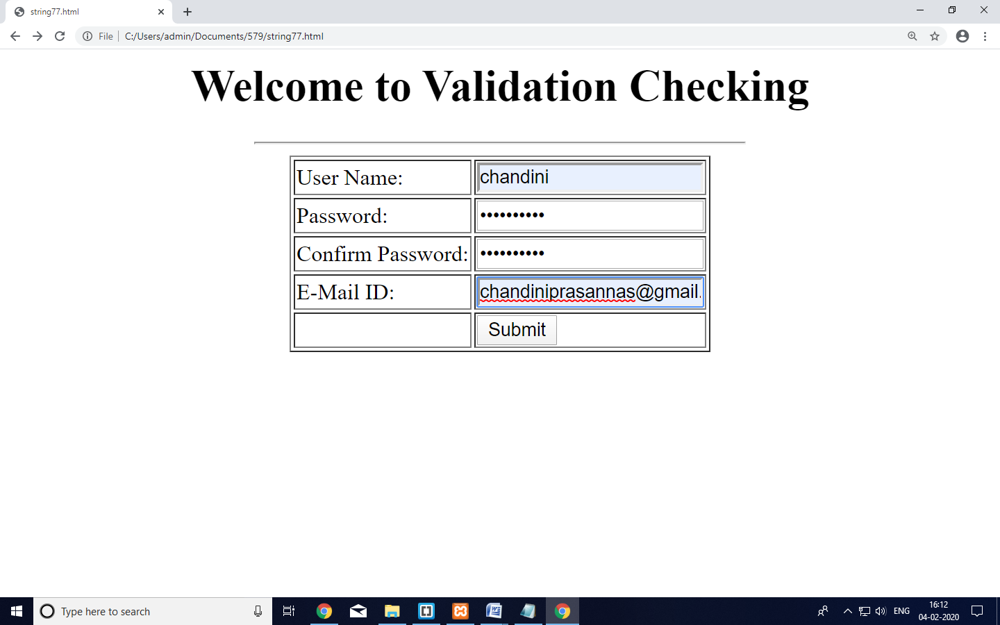 string77.html
File C:/Users/admin/Documents/579/string77.html
Welcome to Validation Checking
User Name: chandini
Password: ••••••••••
Confirm Password: ••••••••••
E-Mail ID: chandiniprasannas@gmail.
Submit
Type here to search
ENG
16:12
04-02-2020